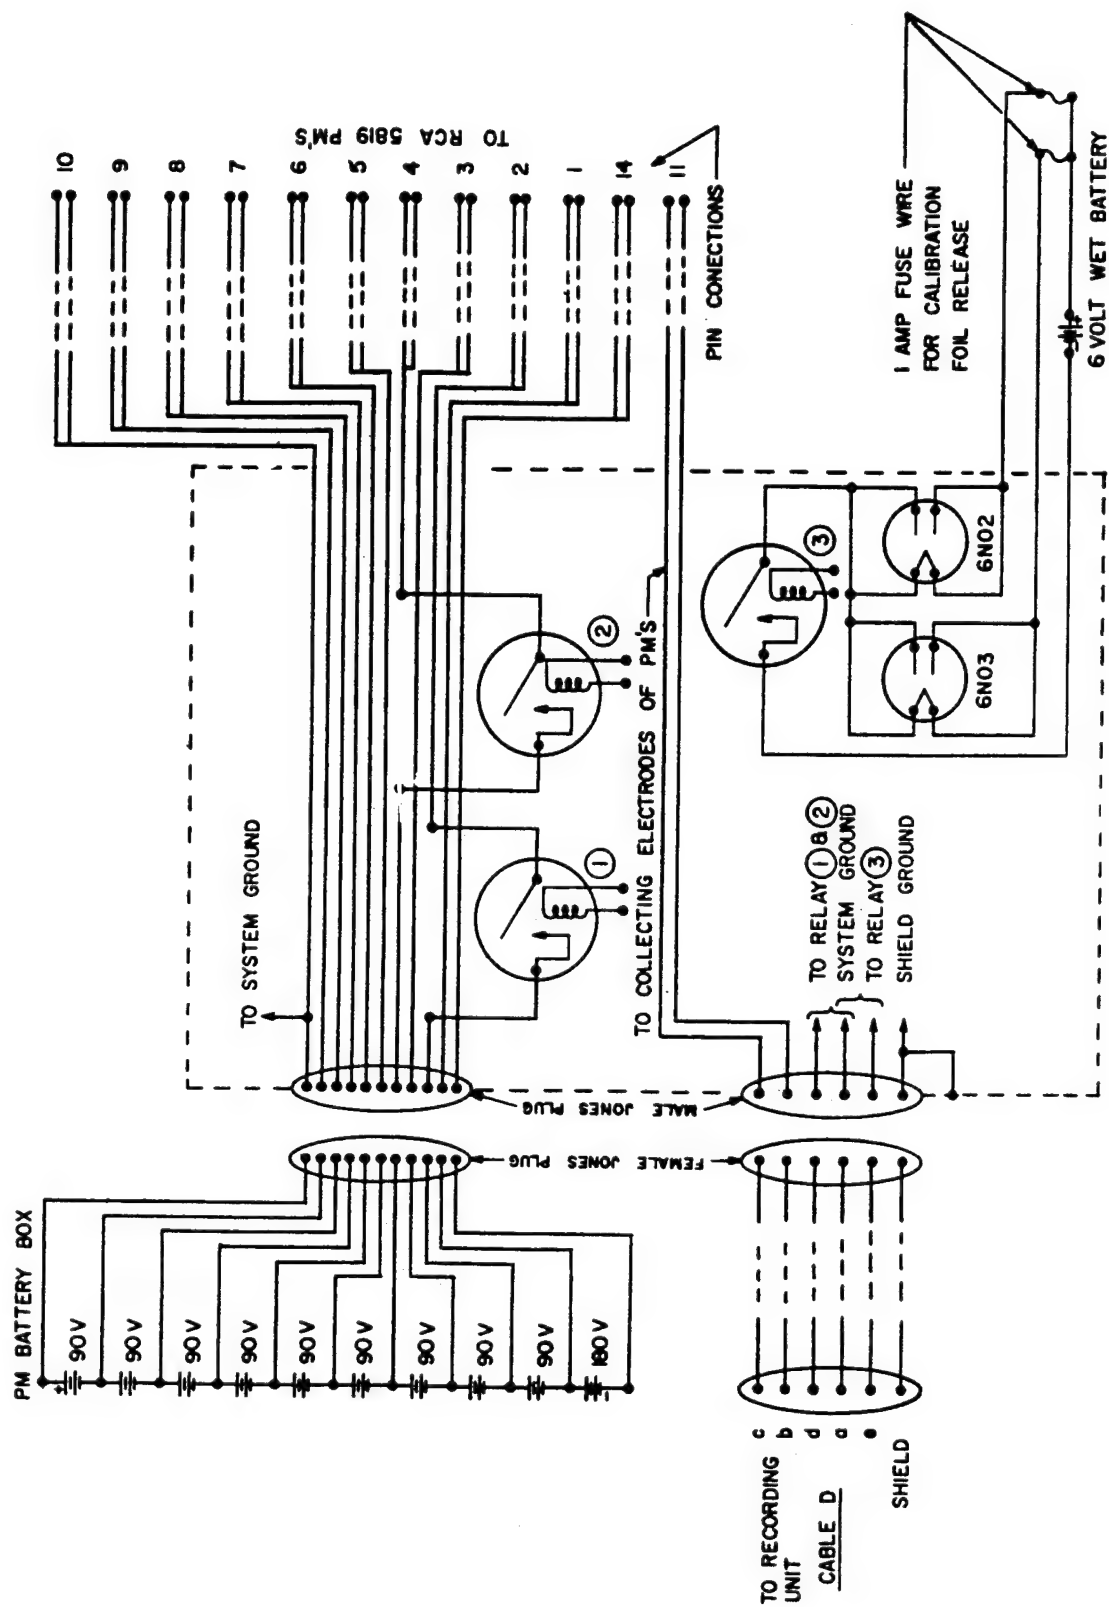 PM BATTERY BOX
+
90V
90V
90V
90V
90V
90V
90V
90V
90V
180V
-
TO SYSTEM GROUND
FEMALE JONES PLUG
MALE JONES PLUG
1
2
TO COLLECTING ELECTRODES OF PM'S
10
9
8
7
6
5
4
3
2
1
14
11
TO RCA 5819 PM'S
PIN CONECTIONS
3
6N03
6N02
1 AMP FUSE WIRE
FOR CALIBRATION
FOIL RELEASE
6 VOLT WET BATTERY
+
TO RELAY 1 & 2
SYSTEM GROUND
TO RELAY 3
SHIELD GROUND
c
b
d
a
e
SHIELD
TO RECORDING
UNIT
CABLE D